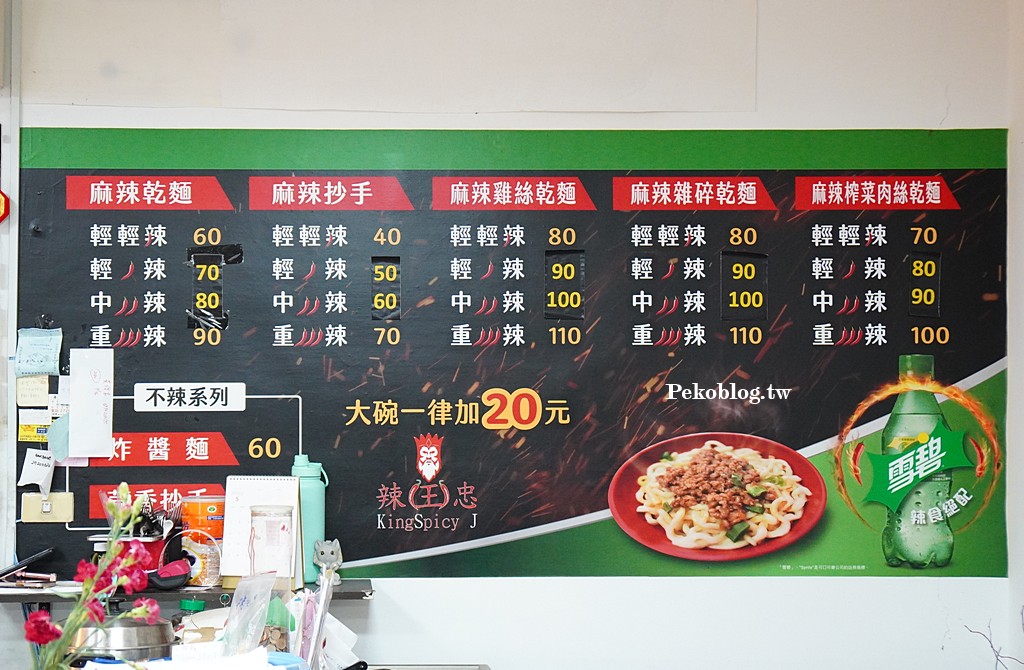 麻辣乾麵
輕輕辣 60
輕辣 70
中辣 80
重辣 90
麻辣抄手
輕輕辣 40
輕辣 50
中辣 60
重辣 70
麻辣雞絲乾麵
輕輕辣 80
輕辣 90
中辣 100
重辣 110
麻辣雜碎乾麵
輕輕辣 80
輕辣 90
中辣 100
重辣 110
麻辣榨菜肉絲乾麵
輕輕辣 70
輕辣 80
中辣 90
重辣 100
不辣系列
炸醬麵 60
香抄手
大碗一律加20元
辣(王)忠
KingSpicy J
Pekoblog.tw
雪碧
辣食絕配